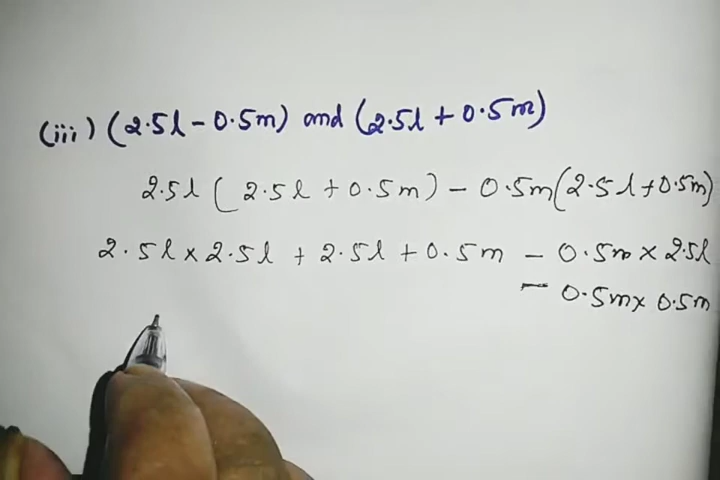 (iii) (2.5l - 0.5m) and (2.5l + 0.5m)
2.5l (2.5l + 0.5m) - 0.5m(2.5l + 0.5m)
2.5l × 2.5l + 2.5l + 0.5m - 0.5m × 2.5l
- 0.5m × 0.5m